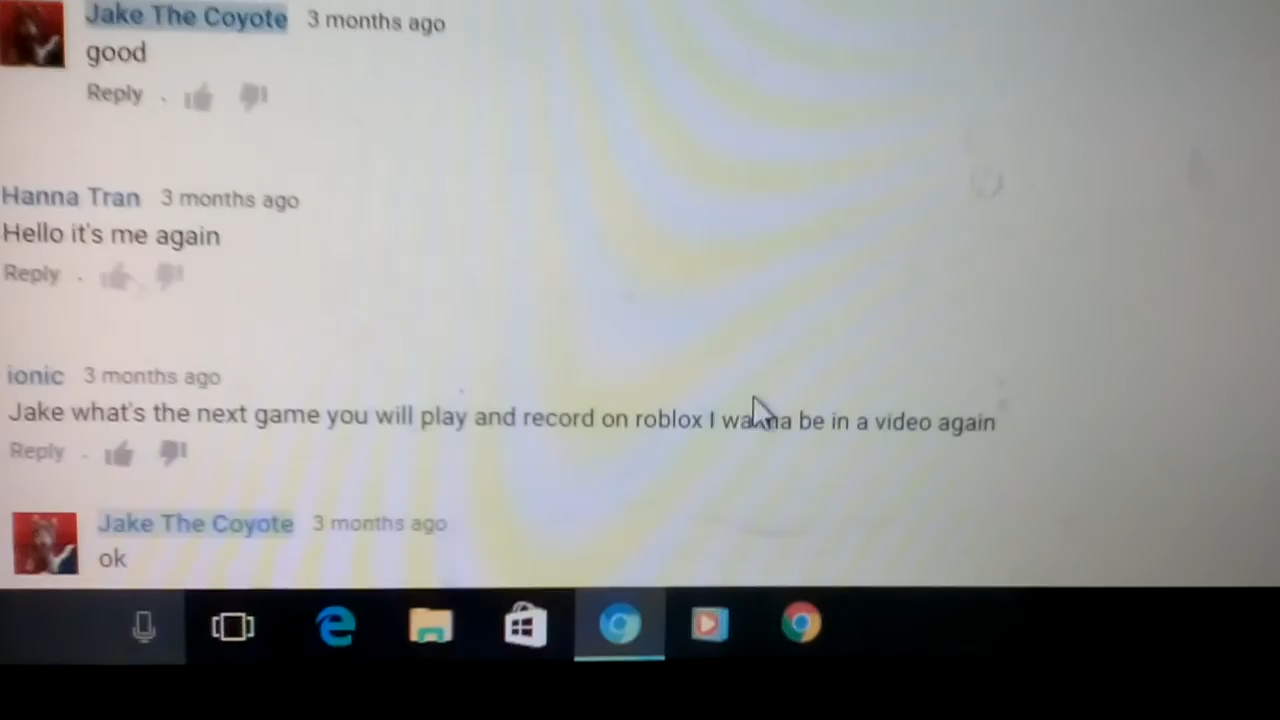 Jake The Coyote 3 months ago
good
Reply .
Hanna Tran 3 months ago
Hello it's me again
Reply .
ionic 3 months ago
Jake what's the next game you will play and record on roblox I wanna be in a video again
Reply .
Jake The Coyote 3 months ago
ok